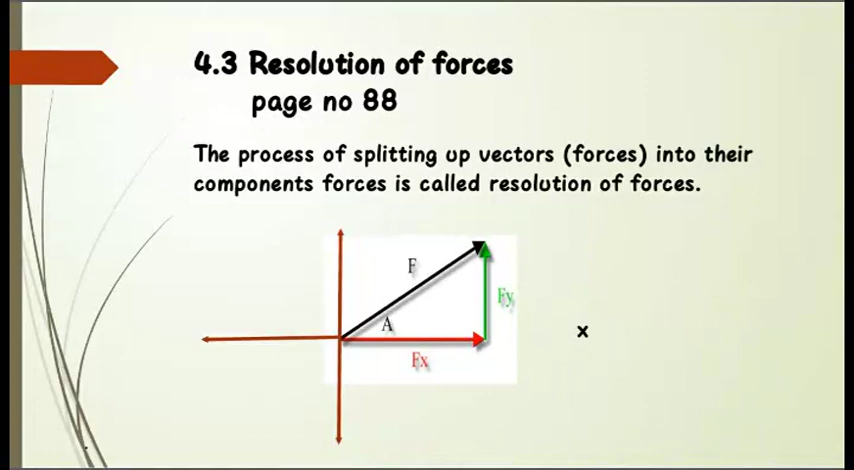 4.3 Resolution of forces
page no 88
The process of splitting up vectors (forces) into their
components forces is called resolution of forces.
F
Fy
A
x
Fx